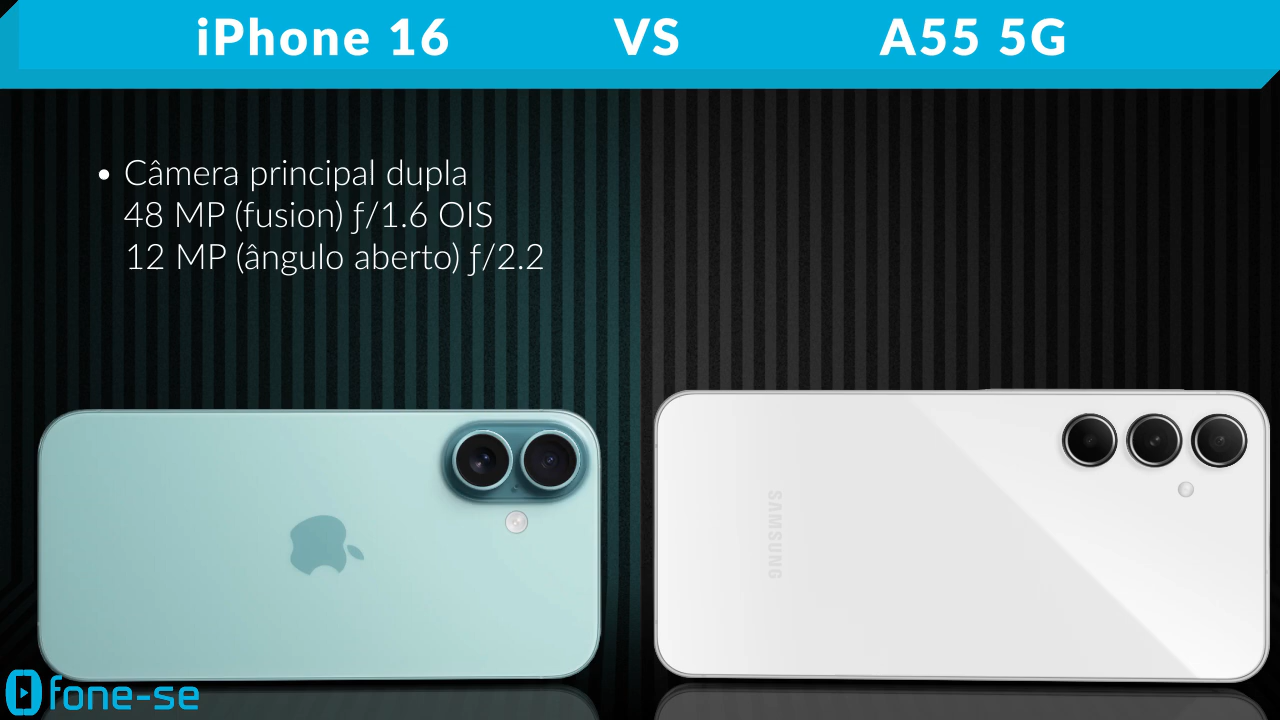 iPhone 16 VS A55 5G
• Câmera principal dupla
48 MP (fusion) ƒ/1.6 OIS
12 MP (ângulo aberto) ƒ/2.2
SAMSUNG
fone-se